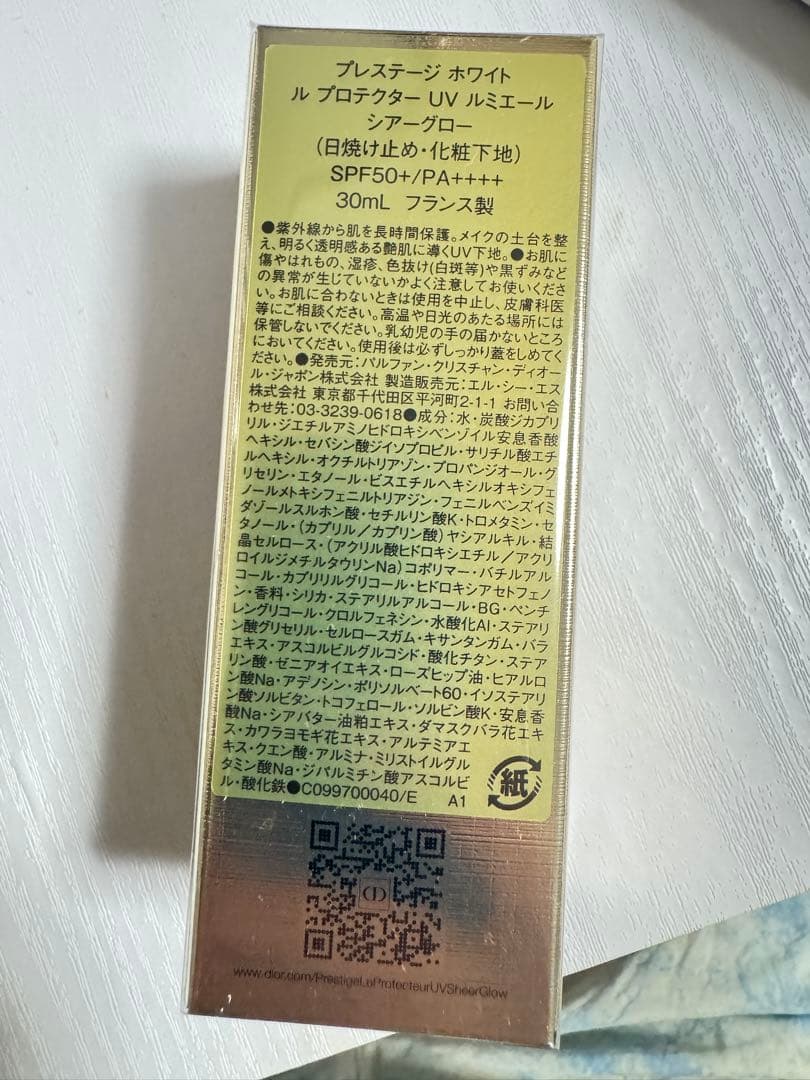 プレステージ ホワイト
ル プロテクター UV ルミエール
シアーグロー
(日焼け止め・化粧下地)
SPF50+/PA++++
30mL フランス製
●紫外線から肌を長時間保護。メイクの土台を整
え、明るく透明感ある艶肌に導くUV下地。●お肌に
傷やはれもの、湿疹、色抜け(白斑等)や黒ずみなど
の異常が生じていないかよく注意してお使いくださ
い。お肌に合わないときは使用を中止し、皮膚科医
等にご相談ください。高温や日光のあたる場所には
保管しないでください。乳幼児の手の届かないところ
においてください。使用後は必ずしっかり蓋をしめてく
ださい。●発売元：パルファン・クリスチャン・ディオー
ル・ジャポン株式会社 製造販売元：エル・シー・エス
株式会社 東京都千代田区平河町2-1-1 お問い合
わせ先：03-3239-0618●成分：水・炭酸ジカプリ
リル・ジエチルアミノヒドロキシベンゾイル安息香酸
ヘキシル・セバシン酸ジイソプロピル・サリチル酸エチ
ルヘキシル・オクチルトリアゾン・プロパンジオール・グ
リセリン・エタノール・ビスエチルヘキシルオキシフェ
ノールメトキシフェニルトリアジン・フェニルベンズイミ
ダゾールスルホン酸・セチルリン酸K・トロメタミン・セ
タノール・(カプリル／カプリン酸)ヤシアルキル・結
晶セルロース・(アクリル酸ヒドロキシエチル／アクリ
ロイルジメチルタウリンNa)コポリマー・バチルアル
コール・カプリリルグリコール・ヒドロキシアセトフェノ
ン・香料・シリカ・ステアリルアルコール・BG・ペンチ
レングリコール・クロルフェネシン・水酸化Al・ステアリ
ン酸グリセリル・セルロースガム・キサンタンガム・バラ
エキス・アスコルビルグルコシド・酸化チタン・ステア
リン酸・ゼニアオイエキス・ローズヒップ油・ヒアルロ
ン酸Na・アデノシン・ポリソルベート60・イソステアリ
ン酸ソルビタン・トコフェロール・ソルビン酸K・安息香
酸Na・シアバター油粕エキス・ダマスクバラ花エキ
ス・カワラヨモギ花エキス・アルテミアエ
キス・クエン酸・アルミナ・ミリストイルグル
タミン酸Na・ジパルミチン酸アスコルビ
ル・酸化鉄●C099700040/E A1
紙
www.dior.com/PrestigeLeProtecteurUVSheerGlow